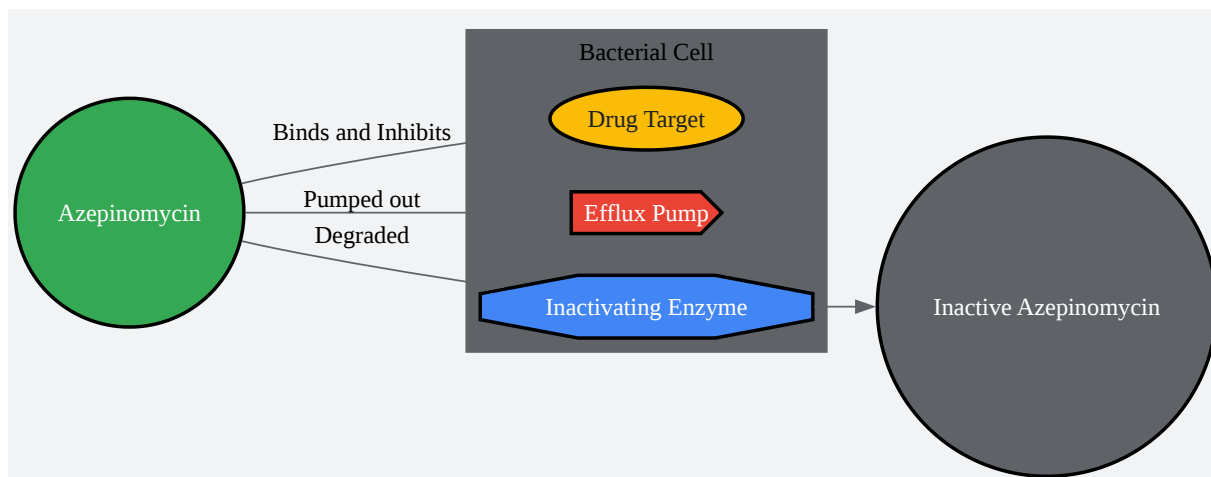 Bacterial Cell
Drug Target
Binds and Inhibits
Azepinomycin
Pumped out
Efflux Pump
Degraded
Inactivating Enzyme
Inactive Azepinomycin